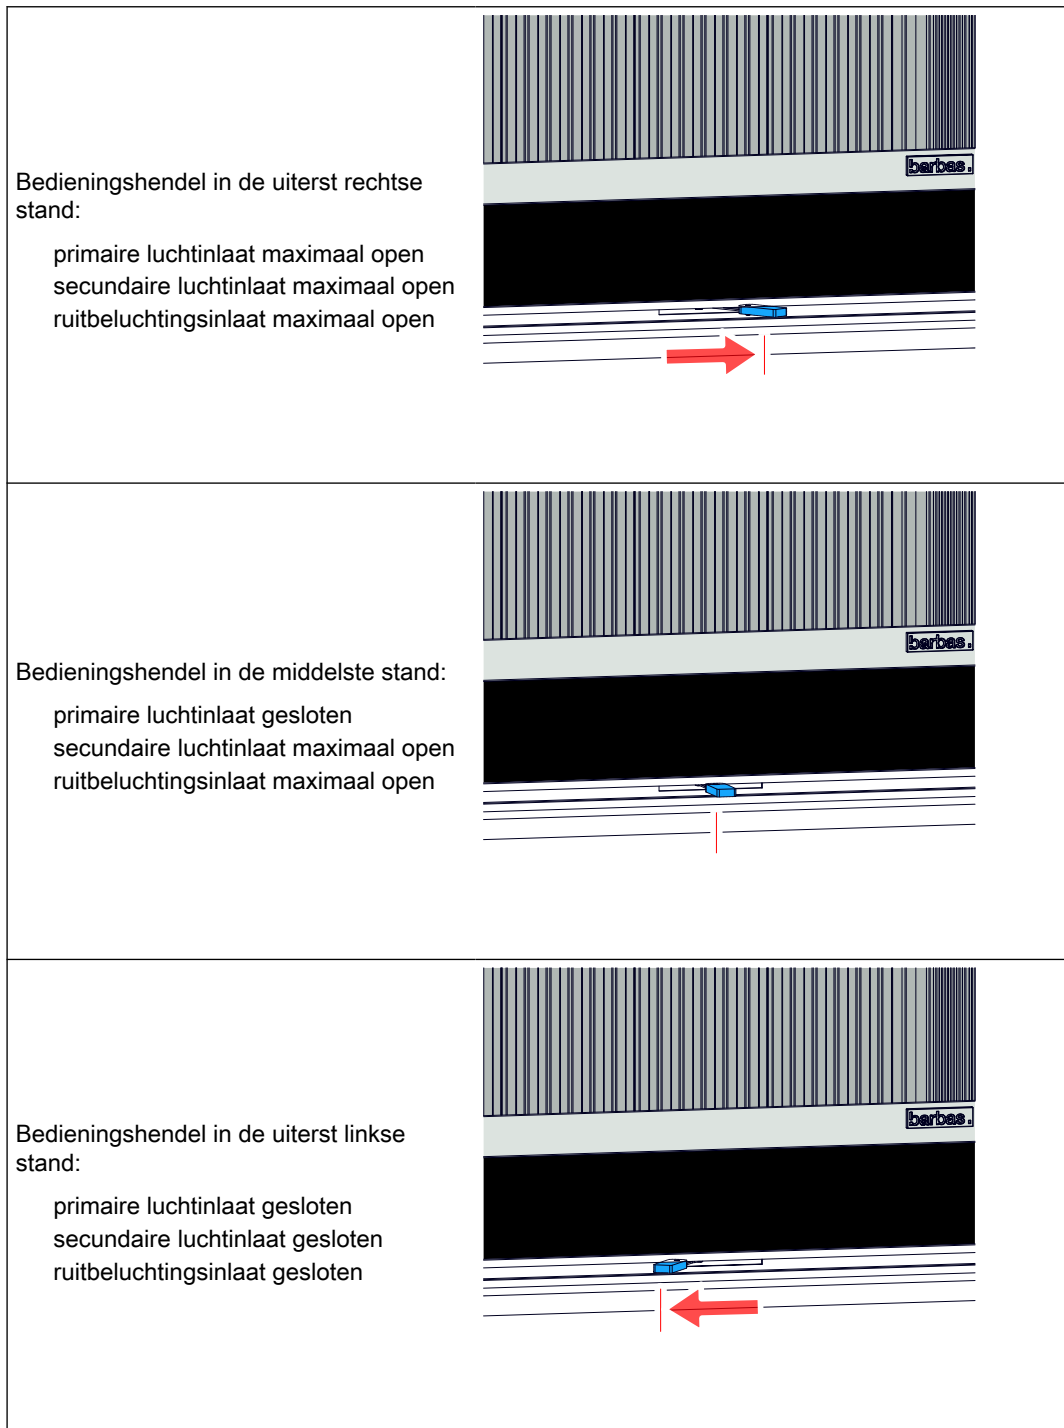 Bedieningshendel in de uiterst rechtse
stand:
primaire luchtinlaat maximaal open
secundaire luchtinlaat maximaal open
ruitbeluchtingsinlaat maximaal open
barbas.
Bedieningshendel in de middelste stand:
primaire luchtinlaat gesloten
secundaire luchtinlaat maximaal open
ruitbeluchtingsinlaat maximaal open
barbas.
Bedieningshendel in de uiterst linkse
stand:
primaire luchtinlaat gesloten
secundaire luchtinlaat gesloten
ruitbeluchtingsinlaat gesloten
barbas.